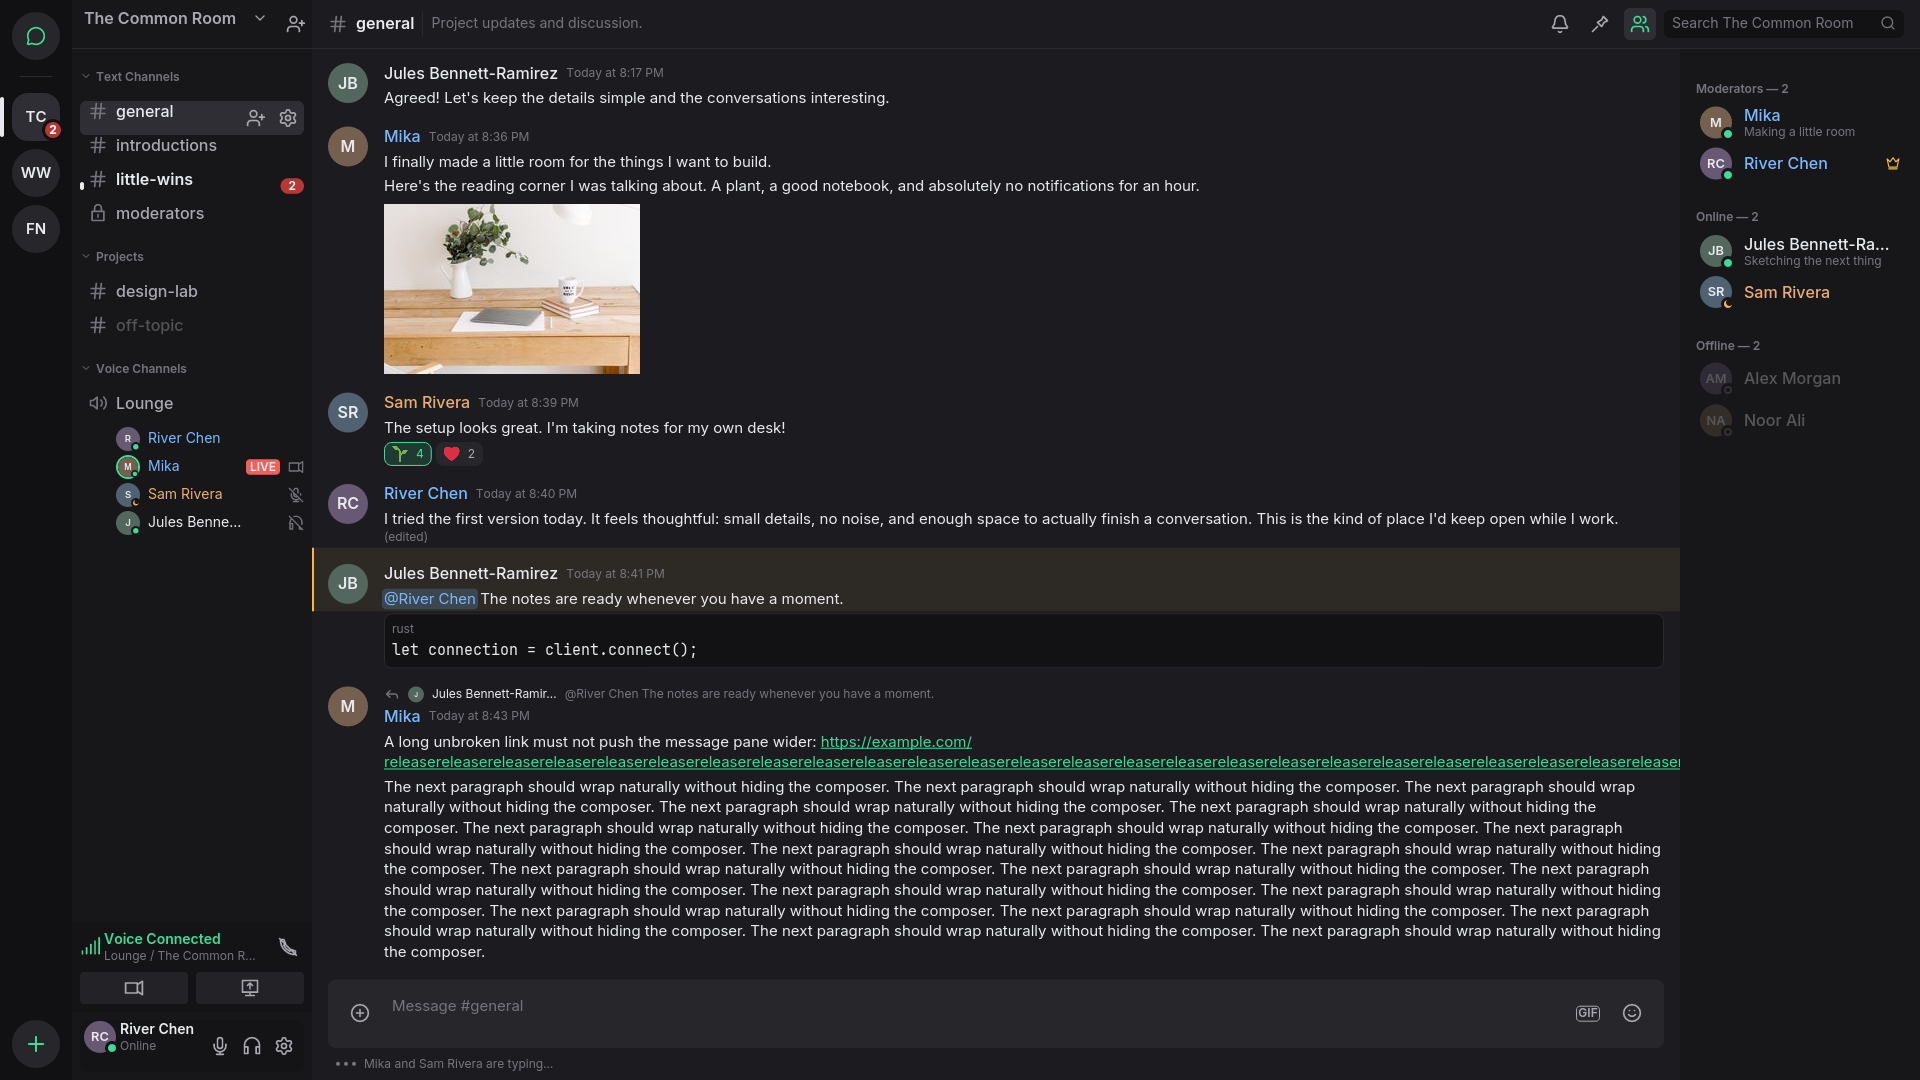 The Common Room
general
Project updates and discussion.
Search The Common Room
TC
2
WW
FN
Text Channels
general
introductions
little-wins
2
moderators
Projects
design-lab
off-topic
Voice Channels
Lounge
R
River Chen
M
Mika
LIVE
S
Sam Rivera
J
Jules Benne...
Voice Connected
Lounge / The Common R...
RC
River Chen
Online
JB
Jules Bennett-Ramirez
Today at 8:17 PM
Agreed! Let's keep the details simple and the conversations interesting.
M
Mika
Today at 8:36 PM
I finally made a little room for the things I want to build.
Here's the reading corner I was talking about. A plant, a good notebook, and absolutely no notifications for an hour.
SR
Sam Rivera
Today at 8:39 PM
The setup looks great. I'm taking notes for my own desk!
4
2
RC
River Chen
Today at 8:40 PM
I tried the first version today. It feels thoughtful: small details, no noise, and enough space to actually finish a conversation. This is the kind of place I'd keep open while I work.
(edited)
JB
Jules Bennett-Ramirez
Today at 8:41 PM
@River Chen The notes are ready whenever you have a moment.
rust
let connection = client.connect();
J
Jules Bennett-Ramir...
@River Chen The notes are ready whenever you have a moment.
M
Mika
Today at 8:43 PM
A long unbroken link must not push the message pane wider: https://example.com/
releasereleasereleasereleasereleasereleasereleasereleasereleasereleasereleasereleasereleasereleasereleasereleasereleasereleasereleasereleasereleasereleasereleaser
The next paragraph should wrap naturally without hiding the composer. The next paragraph should wrap naturally without hiding the composer. The next paragraph should wrap
naturally without hiding the composer. The next paragraph should wrap naturally without hiding the composer. The next paragraph should wrap naturally without hiding the
composer. The next paragraph should wrap naturally without hiding the composer. The next paragraph should wrap naturally without hiding the composer. The next paragraph
should wrap naturally without hiding the composer. The next paragraph should wrap naturally without hiding the composer. The next paragraph should wrap naturally without hiding
the composer. The next paragraph should wrap naturally without hiding the composer. The next paragraph should wrap naturally without hiding the composer. The next paragraph
should wrap naturally without hiding the composer. The next paragraph should wrap naturally without hiding the composer. The next paragraph should wrap naturally without hiding
the composer. The next paragraph should wrap naturally without hiding the composer. The next paragraph should wrap naturally without hiding the composer. The next paragraph
should wrap naturally without hiding the composer. The next paragraph should wrap naturally without hiding the composer. The next paragraph should wrap naturally without hiding
the composer.
Message #general
GIF
Mika and Sam Rivera are typing...
Moderators — 2
M
Mika
Making a little room
RC
River Chen
Online — 2
JB
Jules Bennett-Ra...
Sketching the next thing
SR
Sam Rivera
Offline — 2
AM
Alex Morgan
NA
Noor Ali